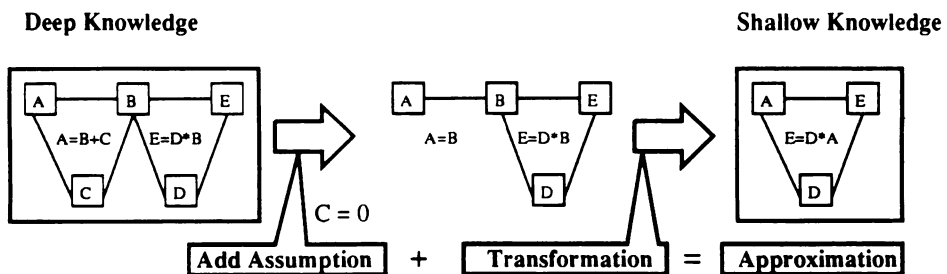 Deep Knowledge
Shallow Knowledge
A B E
A=B+C E=D*B
C D
C = 0
A B E
A=B E=D*B
D
A E
E=D*A
D
Add Assumption + Transformation = Approximation